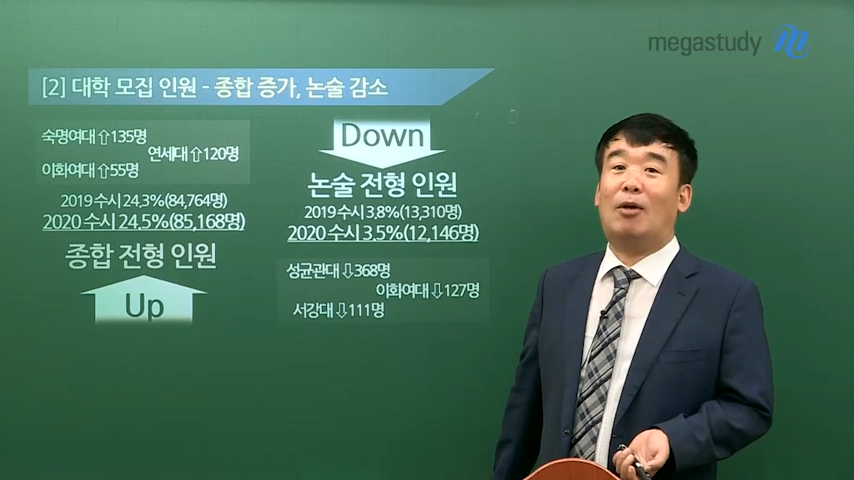 megastudy
[2] 대학 모집 인원 - 종합 증가, 논술 감소
숙명여대 ⇧135명
연세대 ⇧120명
이화여대 ⇧55명
2019 수시 24.3%(84,764명)
2020 수시 24.5%(85,168명)
종합 전형 인원
Up
Down
논술 전형 인원
2019 수시 3.8%(13,310명)
2020 수시 3.5%(12,146명)
성균관대 ⇩368명
이화여대 ⇩127명
서강대 ⇩111명